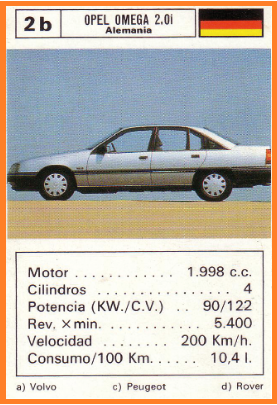 2b
OPEL OMEGA 2.0i
Alemania
Motor . . . . . . . . . . . 1.998 c.c.
Cilindros . . . . . . . . . . . . . . . 4
Potencia (KW./C.V.) . . 90/122
Rev. × min. . . . . . . . . . . 5.400
Velocidad . . . . . . . 200 Km/h.
Consumo/100 Km. . . . . . 10,4 l.
a) Volvo c) Peugeot d) Rover